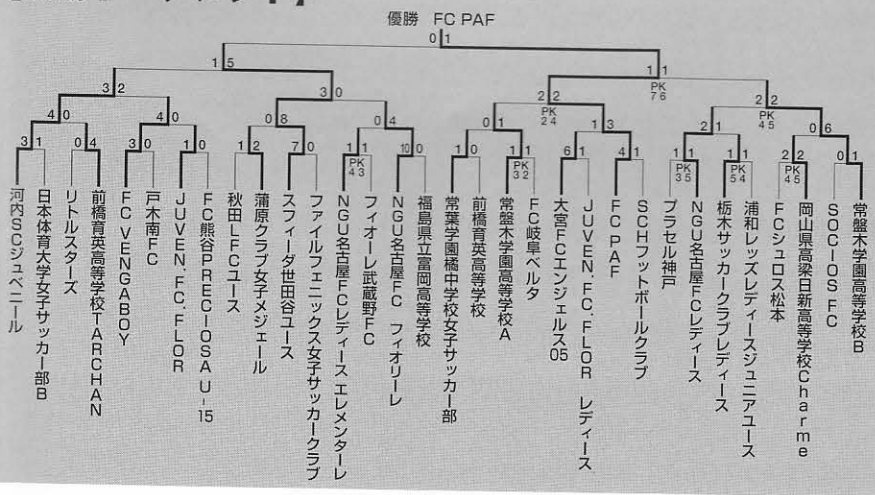 優勝 FC PAF
0 1
1 5
1 1
PK
7 6
3 2
3 0
2 2
PK
2 4
2 2
PK
4 5
4 0
4 0
0 8
0 4
0 1
1 3
2 1
0 6
3 1
0 4
3 0
1 0
1 2
7 0
1 1
PK
4 3
10 0
1 0
1 1
PK
3 2
6 1
4 1
1 1
PK
3 5
1 1
PK
5 4
2 2
PK
4 5
0 1
河内SCジュベニール
日本体育大学女子サッカー部B
リトルスターズ
前橋育英高等学校TARCHAN
FC VENGABOY
戸木南FC
JUVEN.FC.FLOR
FC熊谷PRECIOSA U-15
秋田LFCユース
蒲原クラブ女子メジェール
スフィーダ世田谷ユース
ファイルフェニックス女子サッカークラブ
NGU名古屋FCレディース エレメンターレ
フィオーレ武蔵野FC
NGU名古屋FC フィオリーレ
福島県立富岡高等学校
常葉学園橘中学校女子サッカー部
前橋育英高等学校
常盤木学園高等学校A
FC岐阜ベルタ
大宮FCエンジェルス05
JUVEN.FC.FLOR レディース
FC PAF
SCHフットボールクラブ
プラセル神戸
NGU名古屋FCレディース
栃木サッカークラブレディース
浦和レッズレディースジュニアユース
FCシュロス松本
岡山県高梁日新高等学校Charme
SOCIOS FC
常盤木学園高等学校B